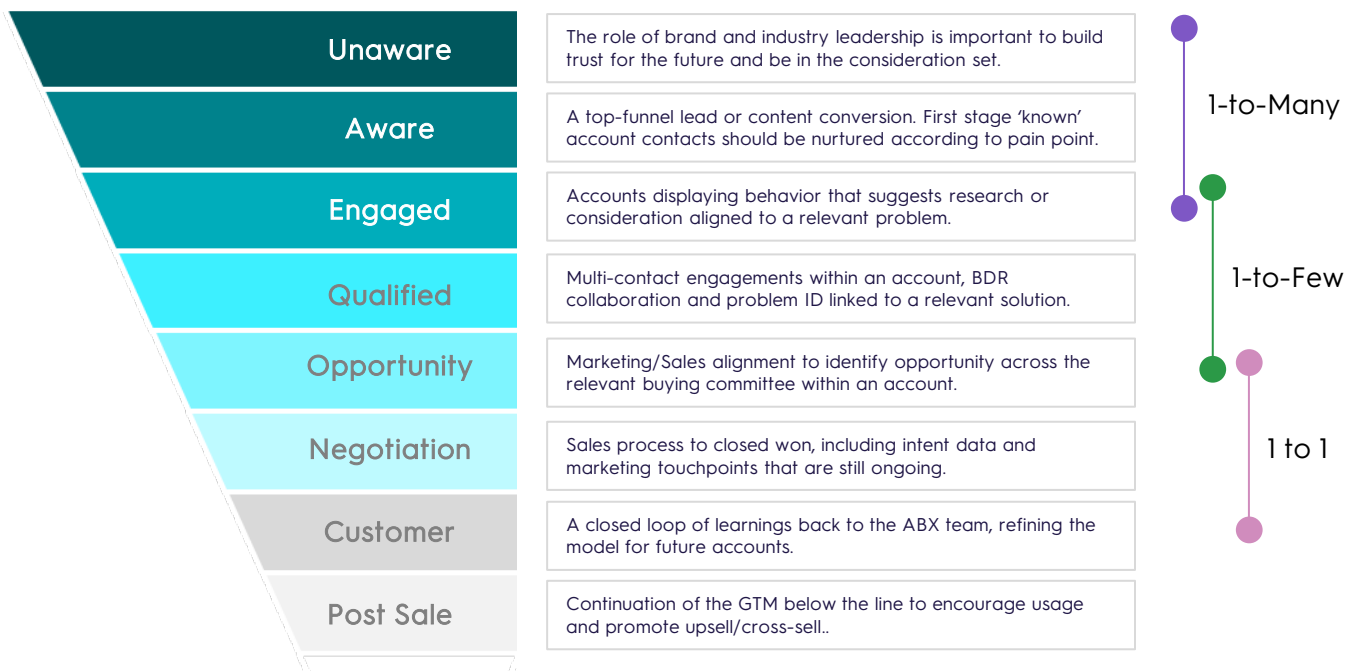 Unaware
The role of brand and industry leadership is important to build
trust for the future and be in the consideration set.
1-to-Many
Aware
A top-funnel lead or content conversion. First stage ‘known’
account contacts should be nurtured according to pain point.
Engaged
Accounts displaying behavior that suggests research or
consideration aligned to a relevant problem.
1-to-Few
Qualified
Multi-contact engagements within an account, BDR
collaboration and problem ID linked to a relevant solution.
Opportunity
Marketing/Sales alignment to identify opportunity across the
relevant buying committee within an account.
1 to 1
Negotiation
Sales process to closed won, including intent data and
marketing touchpoints that are still ongoing.
Customer
A closed loop of learnings back to the ABX team, refining the
model for future accounts.
Post Sale
Continuation of the GTM below the line to encourage usage
and promote upsell/cross-sell..